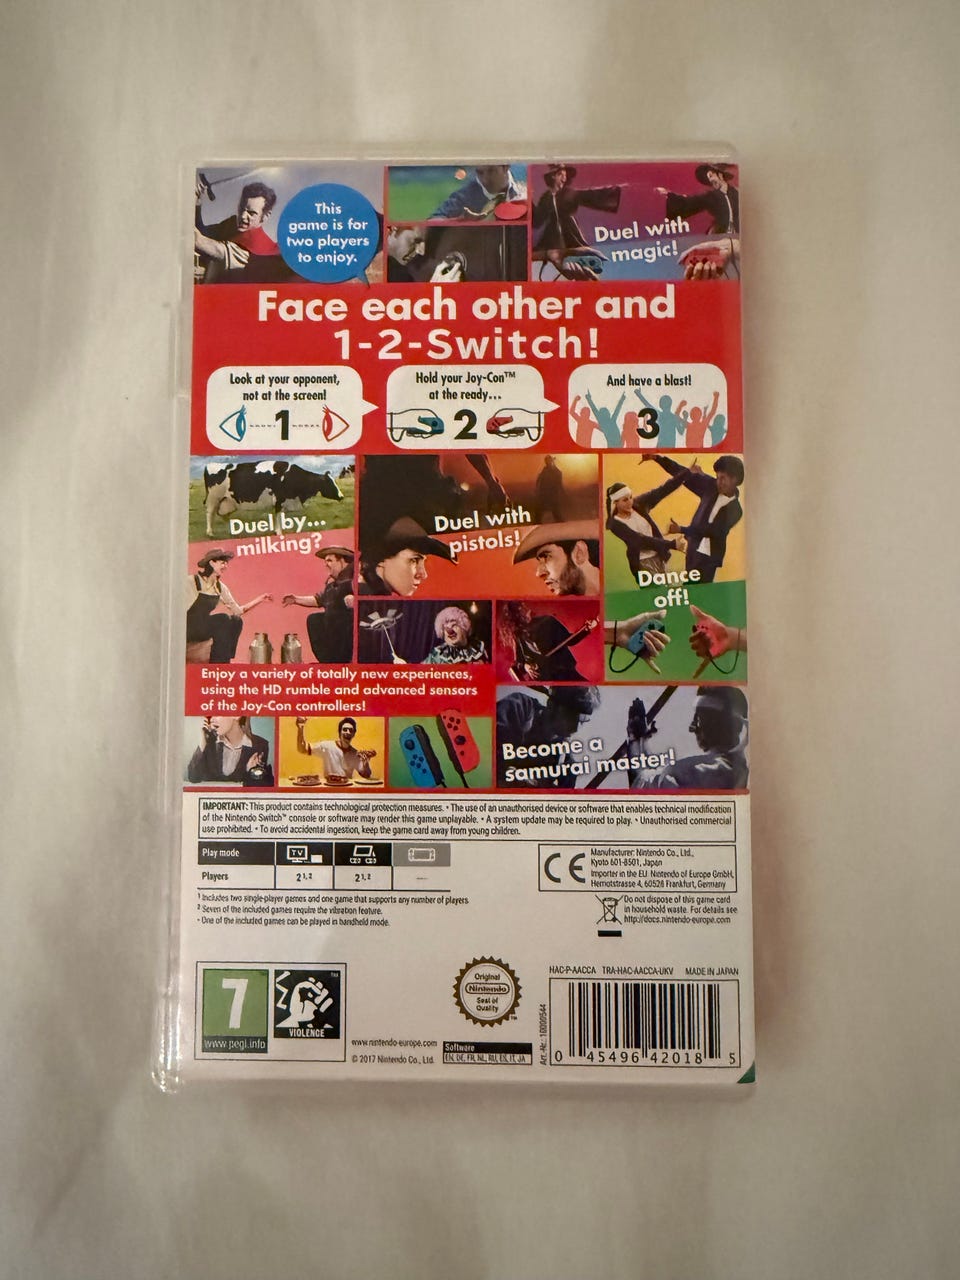 This
game is for
two players
to enjoy.
Duel with
magic!
Face each other and
1-2-Switch!
Look at your opponent,
not at the screen!
1
Hold your Joy-Con™
at the ready...
2
And have a blast!
3
Duel by...
milking?
Duel with
pistols!
Dance
off!
Enjoy a variety of totally new experiences,
using the HD rumble and advanced sensors
of the Joy-Con controllers!
Become a
samurai master!
IMPORTANT: This product contains technological protection measures. • The use of an unauthorised device or software that enables technical modification
of the Nintendo Switch™ console or software may render this game unplayable. • A system update may be required to play. • Unauthorised commercial
use prohibited. • To avoid accidental ingestion, keep the game card away from young children.
Play mode TV
Players 2¹,² 2¹,² —
¹ Includes two single-player games and one game that supports any number of players
² Seven of the included games require the vibration feature.
• One of the included games can be played in handheld mode.
CE
Manufacturer: Nintendo Co., Ltd.,
Kyoto 601-8501, Japan
Importer in the EU: Nintendo of Europe GmbH,
Herriotstrasse 4, 60528 Frankfurt, Germany
Do not dispose of this game card
in household waste. For details see
http://docs.nintendo-europe.com
7
www.pegi.info
VIOLENCE
™
www.nintendo-europe.com
© 2017 Nintendo Co., Ltd.
Original
Nintendo
Seal of
Quality
™
Software
EN, DE, FR, NL, RU, ES, IT, JA
HAC-P-AACCA TRA-HAC-AACCA-UKV MADE IN JAPAN
Art.-Nr.: 10000544
0 45496 42018 5